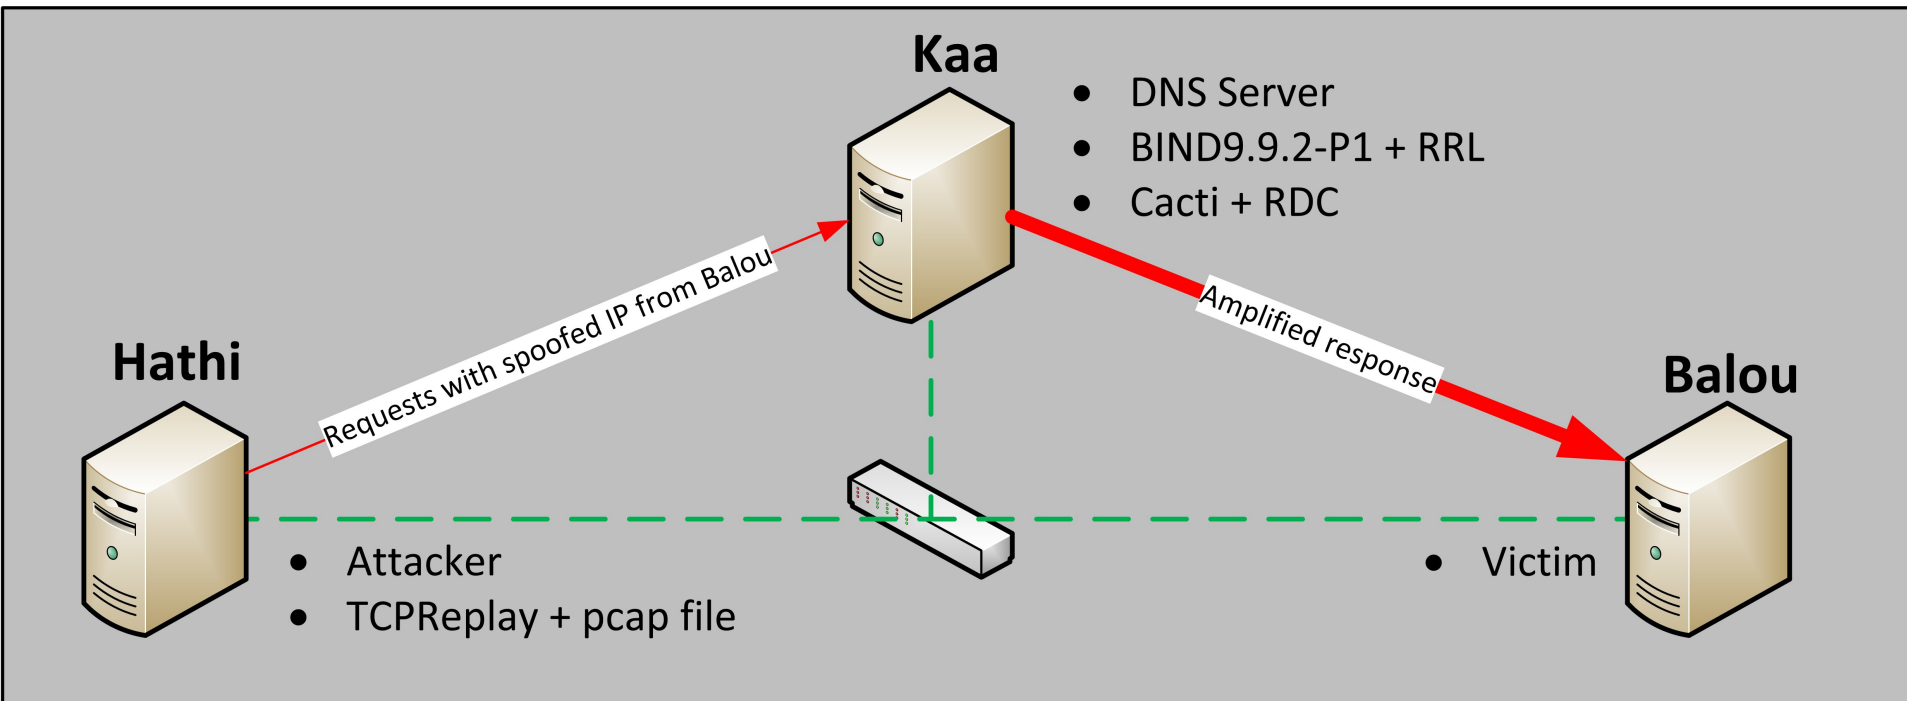 Kaa
• DNS Server
• BIND9.9.2-P1 + RRL
• Cacti + RDC
Requests with spoofed IP from Balou
Amplified response
Hathi
Balou
• Attacker
• TCPReplay + pcap file
• Victim